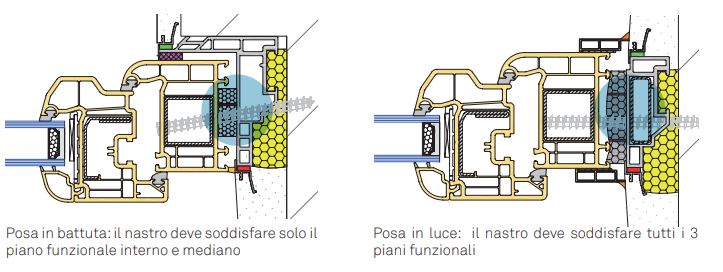 Posa in battuta: il nastro deve soddisfare solo il
piano funzionale interno e mediano
Posa in luce: il nastro deve soddisfare tutti i 3
piani funzionali